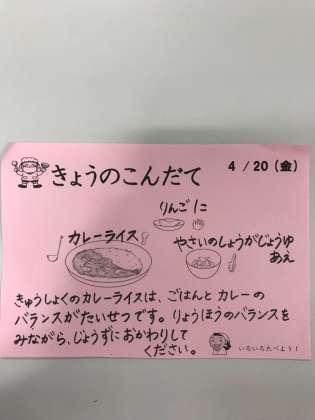 きょうのこんだて 4/20(金)
りんごに
カレーライス
やさいのしょうがじょうゆ
あえ
きゅうしょくのカレーライスは、ごはんと カレーの
バランスがたいせつです。りょうほうのバランスを
みながら、じょうずにおかわりして
ください。
いろいろたべよう!